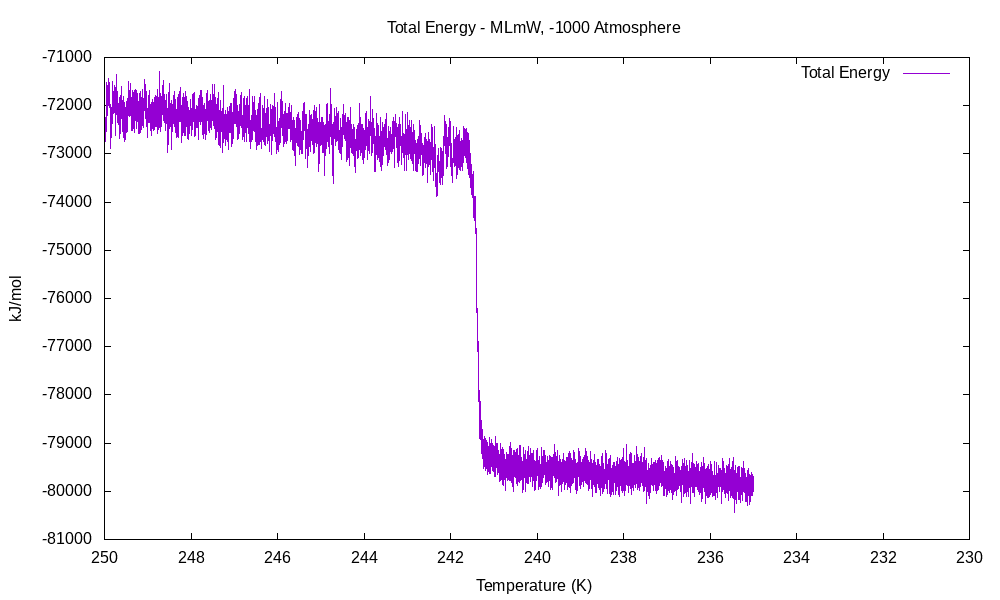 Total Energy - MLmW, -1000 Atmosphere
Total Energy
-71000
-72000
-73000
-74000
-75000
-76000
-77000
-78000
-79000
-80000
-81000
kJ/mol
250 248 246 244 242 240 238 236 234 232 230
Temperature (K)